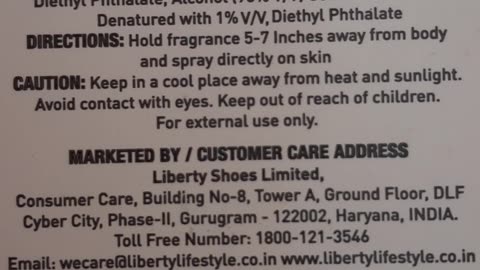 Diethyl Phthalate, Alcohol
Denatured with 1% V/V, Diethyl Phthalate
DIRECTIONS: Hold fragrance 5-7 Inches away from body
and spray directly on skin
CAUTION: Keep in a cool place away from heat and sunlight.
Avoid contact with eyes. Keep out of reach of children.
For external use only.
MARKETED BY / CUSTOMER CARE ADDRESS
Liberty Shoes Limited,
Consumer Care, Building No-8, Tower A, Ground Floor, DLF
Cyber City, Phase-II, Gurugram - 122002, Haryana, INDIA.
Toll Free Number: 1800-121-3546
Email: wecare@libertylifestyle.co.in www.libertylifestyle.co.in